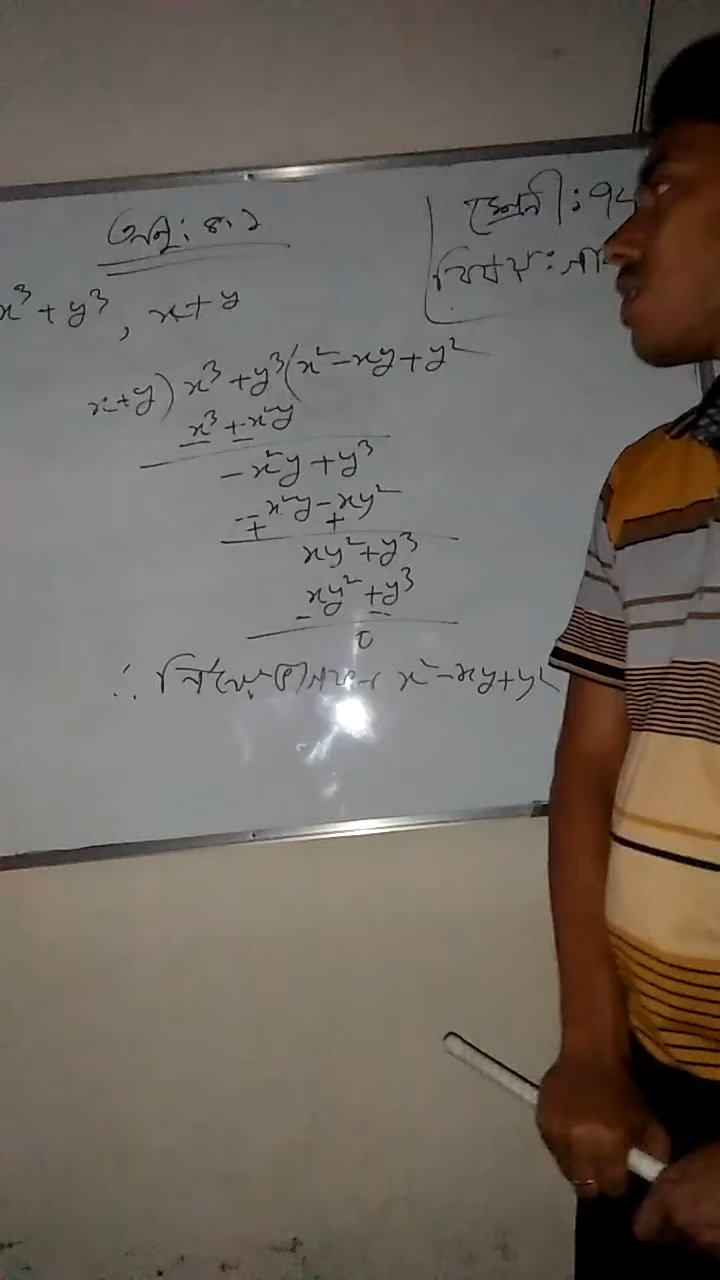 অনু: ৪.১
শ্রেনী: ৭ম
বিষয়:
x³ + y³, x + y
x+y) x³ + y³ (x² - xy + y²
x³ + x²y
- x²y + y³
- x²y - xy²
+ +
xy² + y³
xy² + y³
- -
0
∴ নির্ণেয় ভাগফল x² - xy + y²